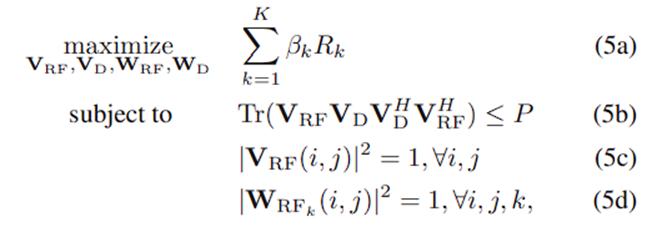 maximize V_RF,V_D,W_RF,W_D ∑_{k=1}^{K} β_k R_k (5a)
subject to Tr(V_RF V_D V_D^H V_RF^H) ≤ P (5b)
|V_RF(i, j)|^2 = 1, ∀i, j (5c)
|W_RF_k(i, j)|^2 = 1, ∀i, j, k, (5d)